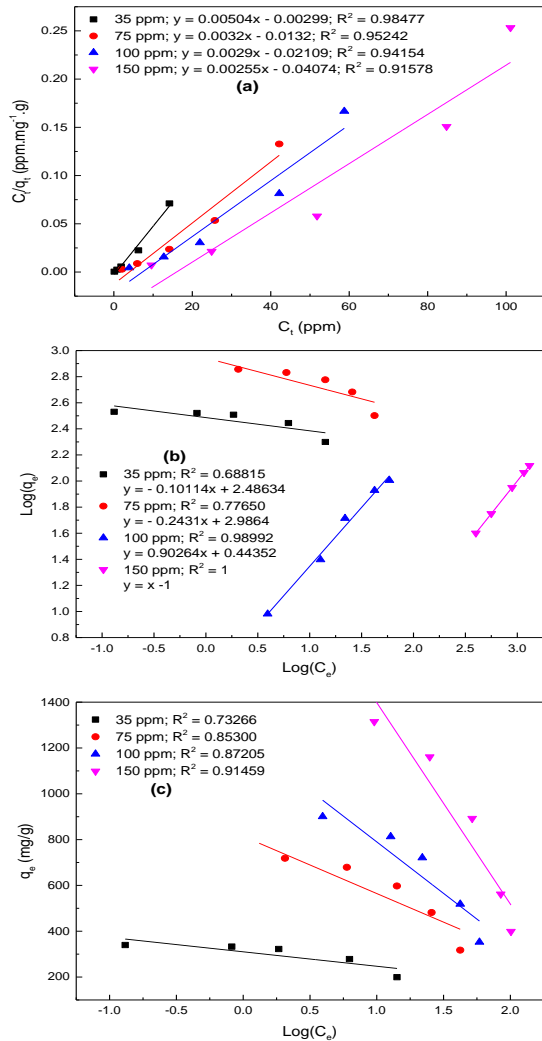 35 ppm; y = 0.00504x - 0.00299; R² = 0.98477
75 ppm; y = 0.0032x - 0.0132; R² = 0.95242
100 ppm; y = 0.0029x - 0.02109; R² = 0.94154
150 ppm; y = 0.00255x - 0.04074; R² = 0.91578
(a)
0.25
0.20
0.15
0.10
0.05
0.00
Cₜ/qₜ (ppm.mg⁻¹.g)
0 20 40 60 80 100
Cₜ (ppm)
3.0
2.8
2.6
2.4
2.2
2.0
1.8
1.6
1.4
1.2
1.0
0.8
Log(qₑ)
(b)
35 ppm; R² = 0.68815
y = - 0.10114x + 2.48634
75 ppm; R² = 0.77650
y = - 0.2431x + 2.9864
100 ppm; R² = 0.98992
y = 0.90264x + 0.44352
150 ppm; R² = 1
y = x -1
-1.0 -0.5 0.0 0.5 1.0 1.5 2.0 2.5 3.0
Log(Cₑ)
1400
1200
1000
800
600
400
200
qₑ (mg/g)
35 ppm; R² = 0.73266
75 ppm; R² = 0.85300
100 ppm; R² = 0.87205
150 ppm; R² = 0.91459
(c)
-1.0 -0.5 0.0 0.5 1.0 1.5 2.0
Log(Cₑ)